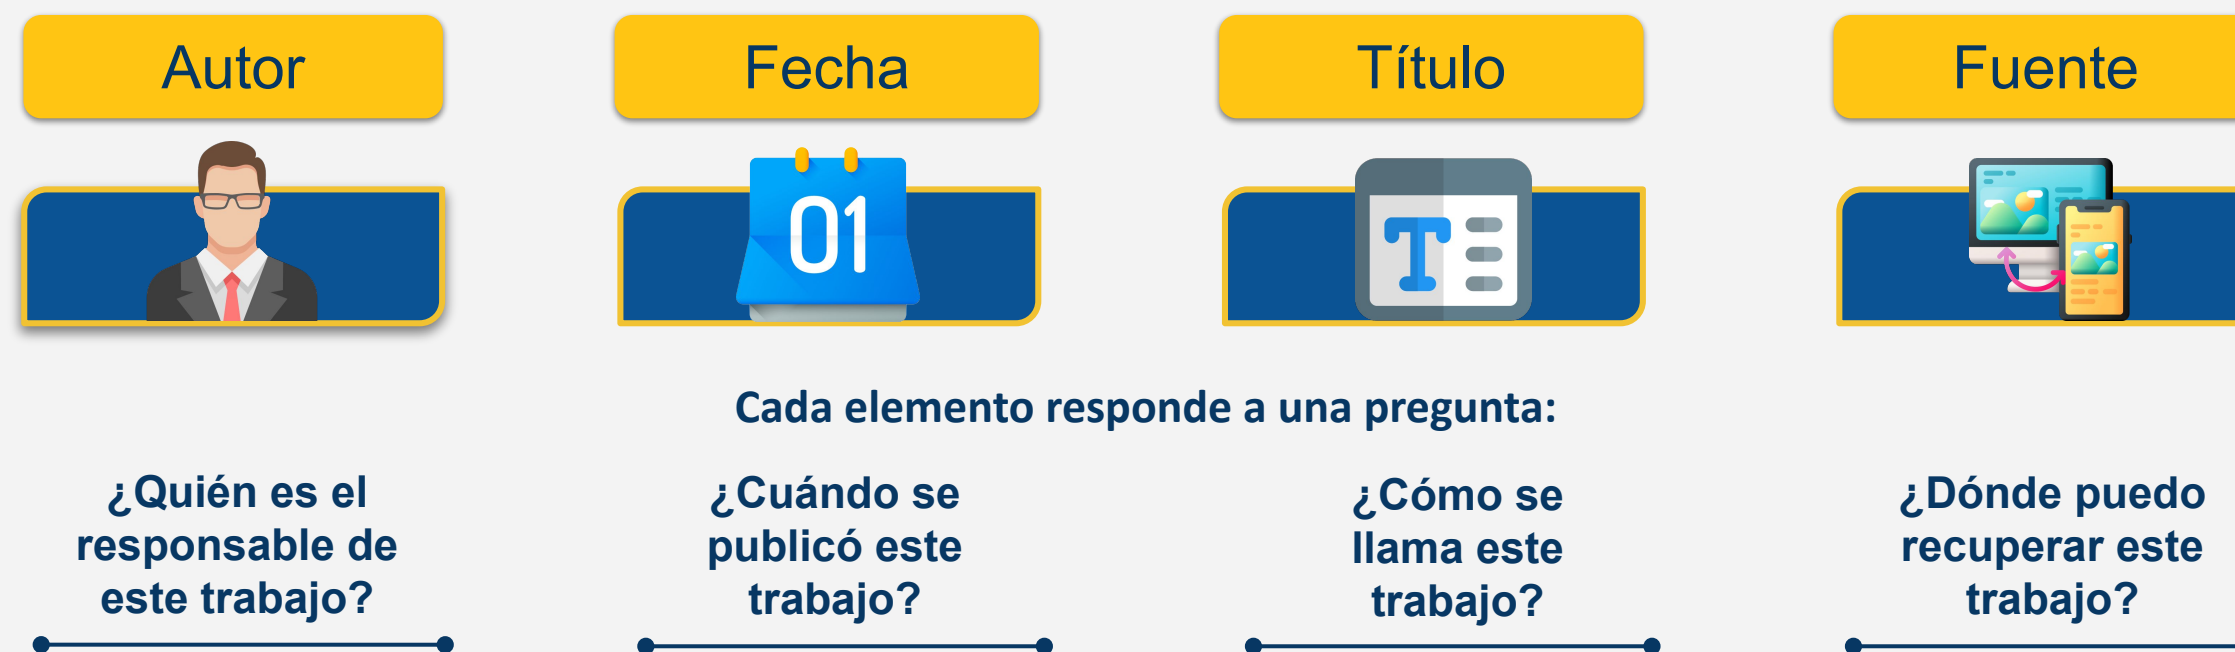 Autor
Fecha
Título
Fuente
01
T
Cada elemento responde a una pregunta:
¿Quién es el
responsable de
este trabajo?
¿Cuándo se
publicó este
trabajo?
¿Cómo se
llama este
trabajo?
¿Dónde puedo
recuperar este
trabajo?